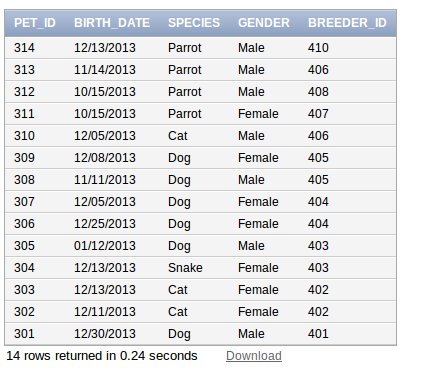 PET_ID BIRTH_DATE SPECIES GENDER BREEDER_ID
314 12/13/2013 Parrot Male 410
313 11/14/2013 Parrot Male 406
312 10/15/2013 Parrot Male 408
311 10/15/2013 Parrot Female 407
310 12/05/2013 Cat Male 406
309 12/08/2013 Dog Female 405
308 11/11/2013 Dog Male 405
307 12/05/2013 Dog Female 404
306 12/25/2013 Dog Female 404
305 01/12/2013 Dog Male 403
304 12/13/2013 Snake Female 403
303 12/13/2013 Cat Female 402
302 12/11/2013 Cat Female 402
301 12/30/2013 Dog Male 401
14 rows returned in 0.24 seconds Download